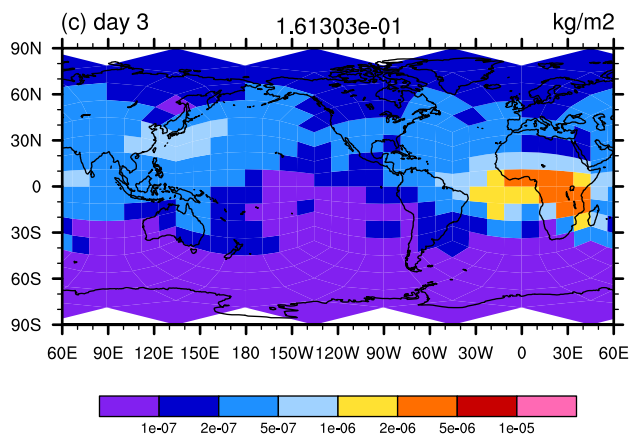 (c) day 3 1.61303e-01 kg/m2
90N
60N
30N
0
30S
60S
90S
60E 90E 120E 150E 180 150W 120W 90W 60W 30W 0 30E 60E
1e-07 2e-07 5e-07 1e-06 2e-06 5e-06 1e-05